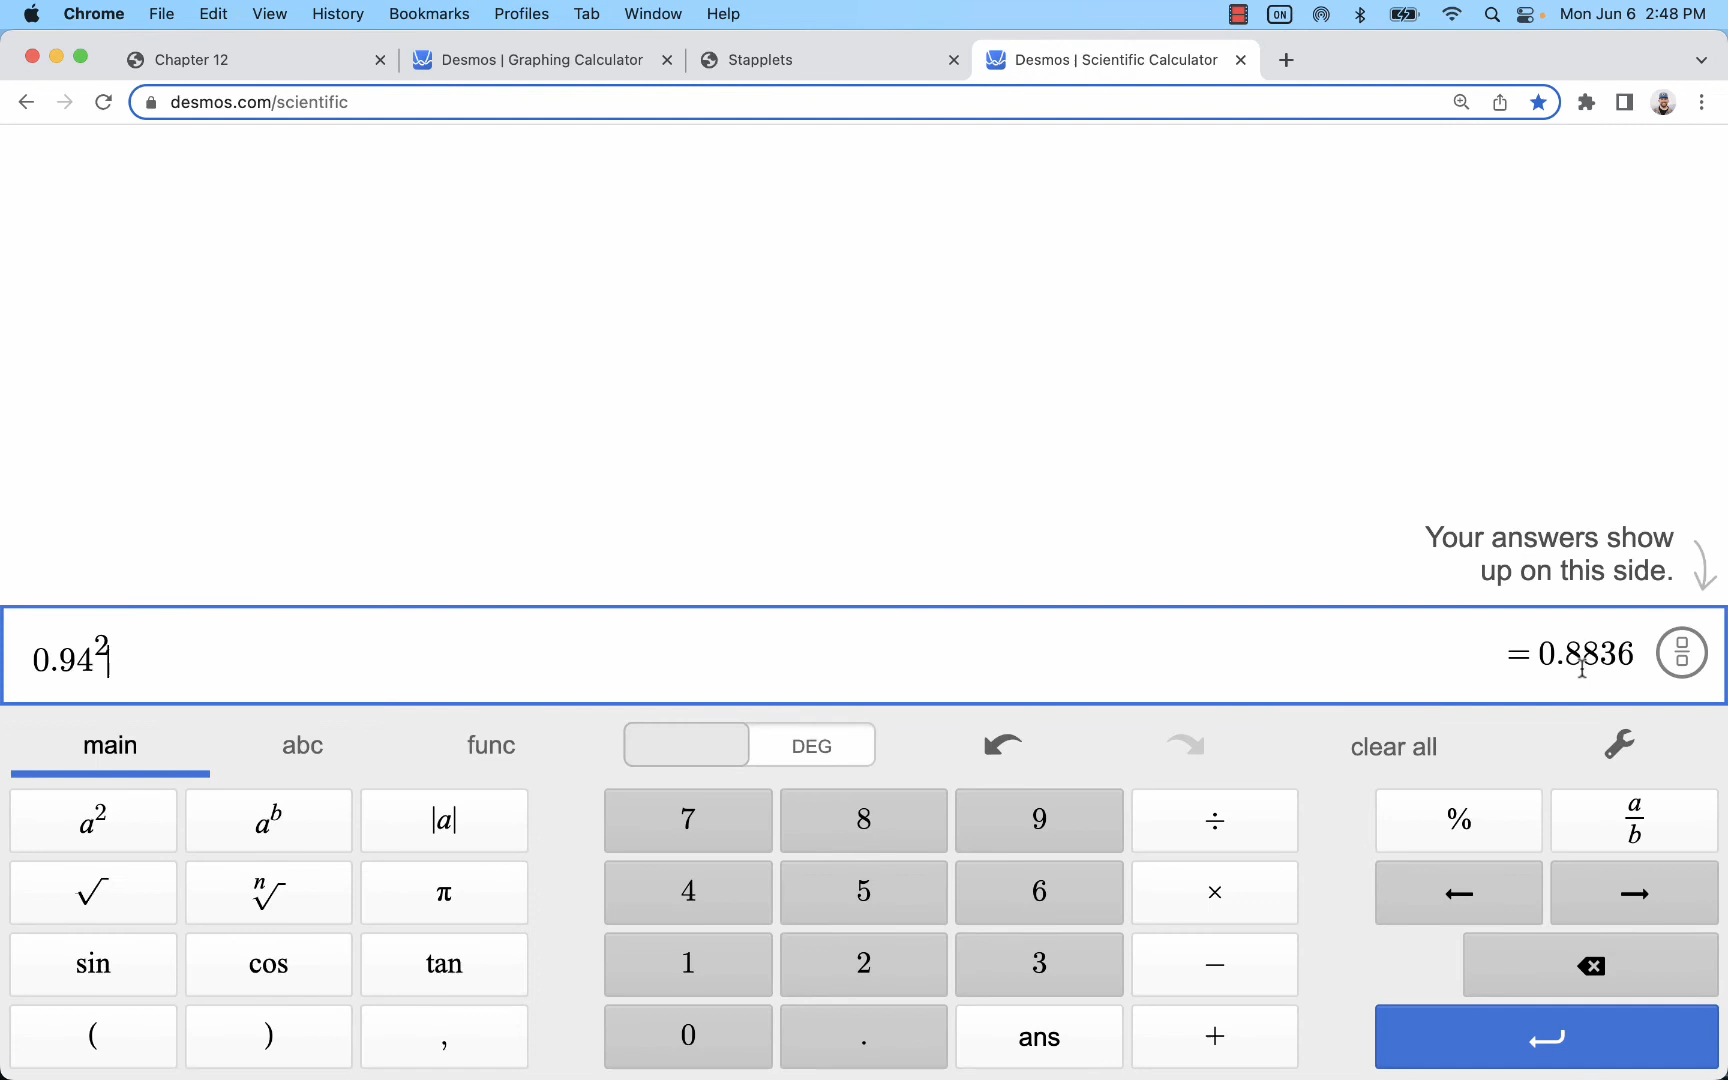 Chrome File Edit View History Bookmarks Profiles Tab Window Help ON Mon Jun 6 2:48 PM
Chapter 12 Desmos | Graphing Calculator Stapplets Desmos | Scientific Calculator
desmos.com/scientific
Your answers show
up on this side.
0.94² = 0.8836
main abc func DEG clear all
a² aᵇ |a| 7 8 9 ÷ % a/b
√ ⁿ√ π 4 5 6 × ← →
sin cos tan 1 2 3 −
( ) , 0 . ans +